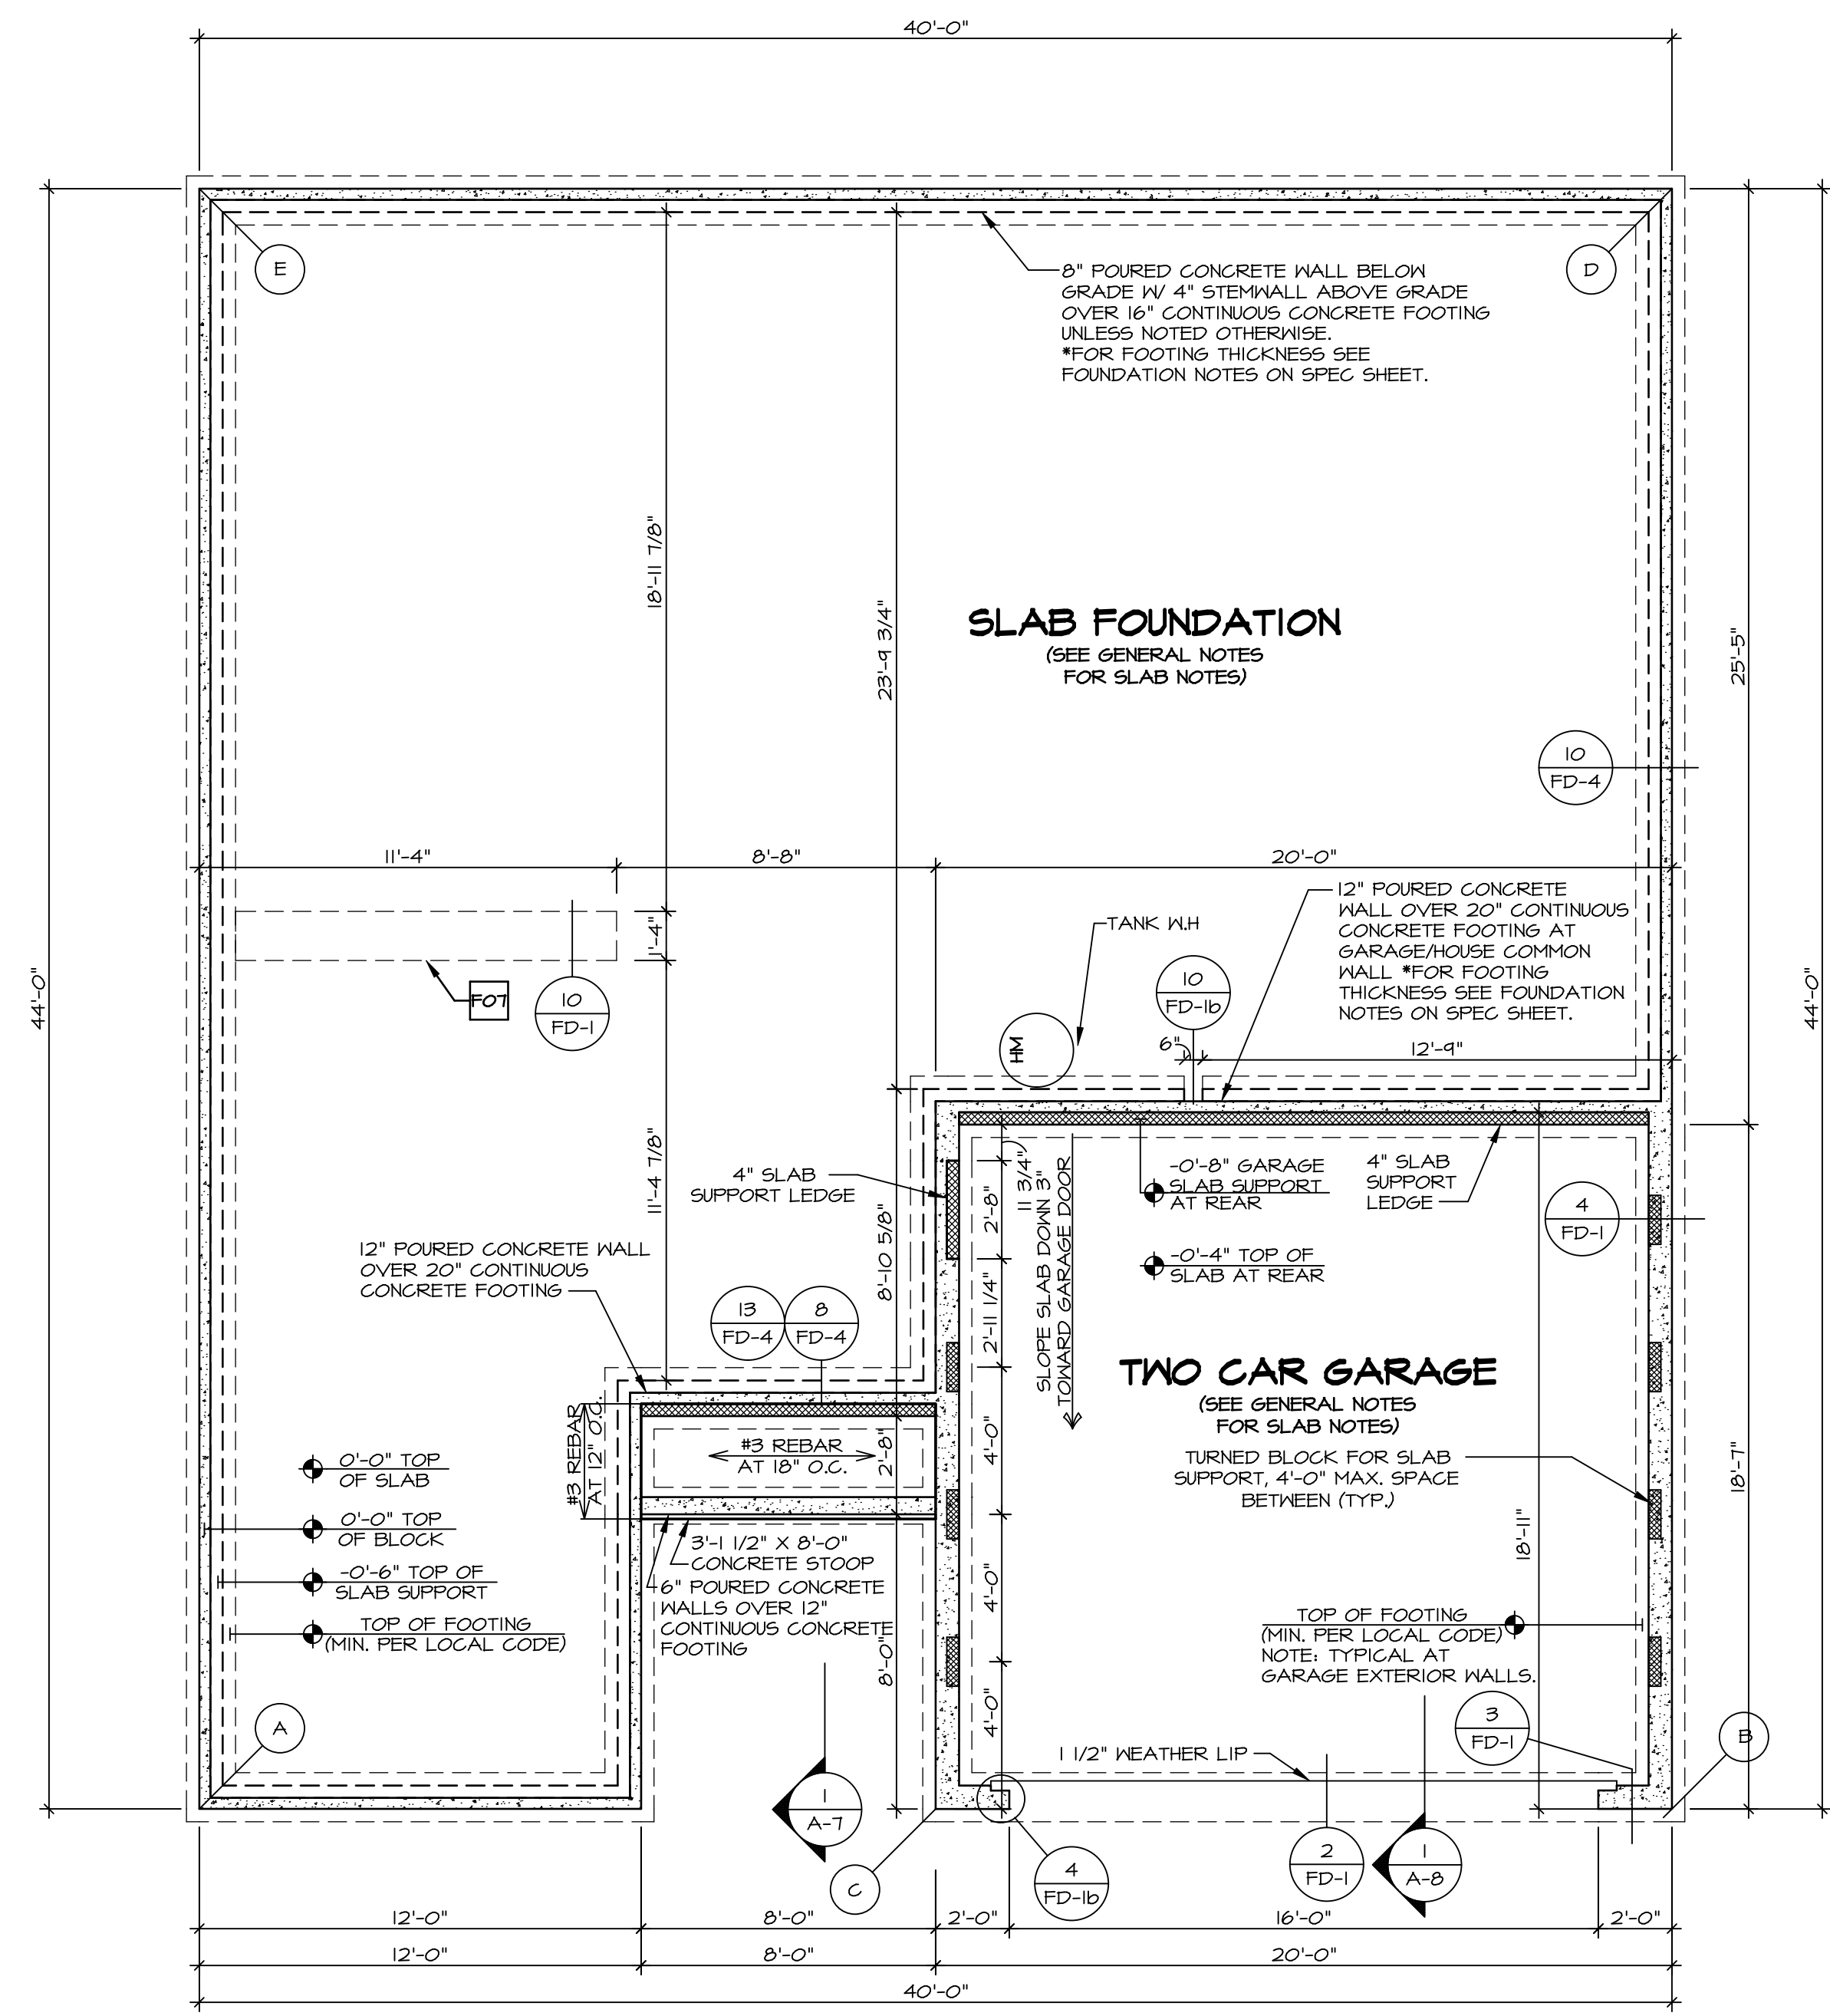 40'-0"
E
D
8" POURED CONCRETE WALL BELOW
GRADE W/ 4" STEMWALL ABOVE GRADE
OVER 16" CONTINUOUS CONCRETE FOOTING
UNLESS NOTED OTHERWISE.
*FOR FOOTING THICKNESS SEE
FOUNDATION NOTES ON SPEC SHEET.
18'-11 7/8"
23'-9 3/4"
SLAB FOUNDATION
(SEE GENERAL NOTES
FOR SLAB NOTES)
25'-5"
10
FD-4
11'-4"
8'-8"
20'-0"
44'-0"
44'-0"
1'-4"
F07
10
FD-1
TANK W.H
HM
10
FD-1b
6"
12'-9"
12" POURED CONCRETE
WALL OVER 20" CONTINUOUS
CONCRETE FOOTING AT
GARAGE/HOUSE COMMON
WALL *FOR FOOTING
THICKNESS SEE FOUNDATION
NOTES ON SPEC SHEET.
11'-4 7/8"
4" SLAB
SUPPORT LEDGE
8'-10 5/8"
2'-8"
11 3/4"
SLOPE SLAB DOWN 3"
TOWARD GARAGE DOOR
-0'-8" GARAGE
SLAB SUPPORT
AT REAR
4" SLAB
SUPPORT
LEDGE
4
FD-1
-0'-4" TOP OF
SLAB AT REAR
12" POURED CONCRETE WALL
OVER 20" CONTINUOUS
CONCRETE FOOTING
13
FD-4
8
FD-4
2'-11 1/4"
TWO CAR GARAGE
(SEE GENERAL NOTES
FOR SLAB NOTES)
TURNED BLOCK FOR SLAB
SUPPORT, 4'-0" MAX. SPACE
BETWEEN (TYP.)
#3 REBAR
AT 12" O.C.
#3 REBAR
AT 18" O.C.
2'-8"
4'-0"
18'-7"
18'-11"
0'-0" TOP
OF SLAB
0'-0" TOP
OF BLOCK
-0'-6" TOP OF
SLAB SUPPORT
TOP OF FOOTING
(MIN. PER LOCAL CODE)
3'-1 1/2" X 8'-0"
CONCRETE STOOP
6" POURED CONCRETE
WALLS OVER 12"
CONTINUOUS CONCRETE
FOOTING
8'-0"
4'-0"
4'-0"
TOP OF FOOTING
(MIN. PER LOCAL CODE)
NOTE: TYPICAL AT
GARAGE EXTERIOR WALLS.
A
1 1/2" WEATHER LIP
3
FD-1
B
1
A-7
C
4
FD-1b
2
FD-1
1
A-8
12'-0"
8'-0"
2'-0"
16'-0"
2'-0"
12'-0"
8'-0"
20'-0"
40'-0"